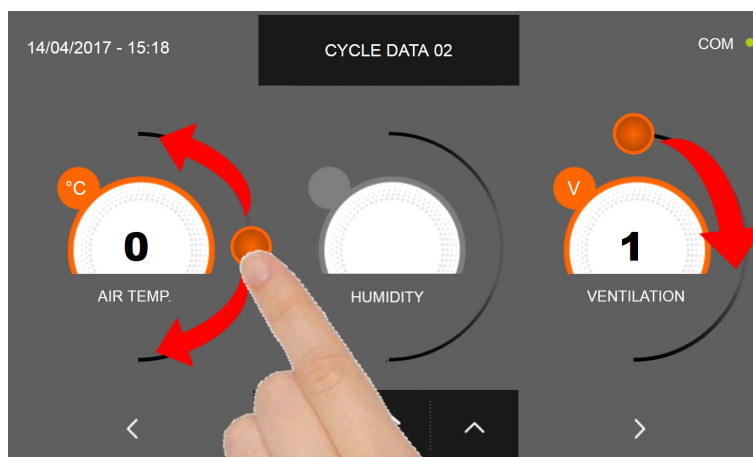 14/04/2017 - 15:18
CYCLE DATA 02
COM
°C
V
0
1
AIR TEMP.
HUMIDITY
VENTILATION